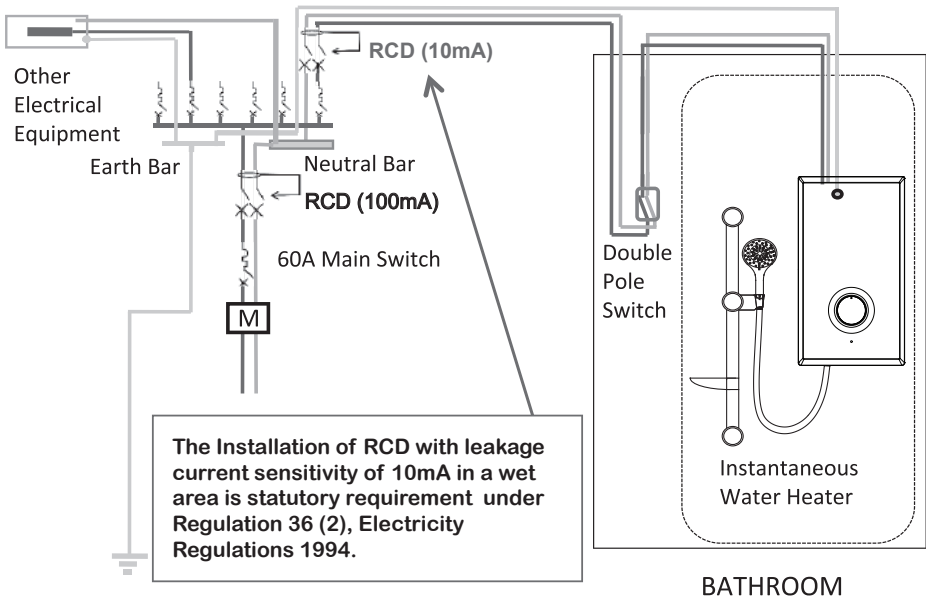 RCD (10mA)
Other
Electrical
Equipment
Earth Bar
Neutral Bar
RCD (100mA)
60A Main Switch
M
Double
Pole
Switch
The Installation of RCD with leakage
current sensitivity of 10mA in a wet
area is statutory requirement under
Regulation 36 (2), Electricity
Regulations 1994.
Instantaneous
Water Heater
BATHROOM